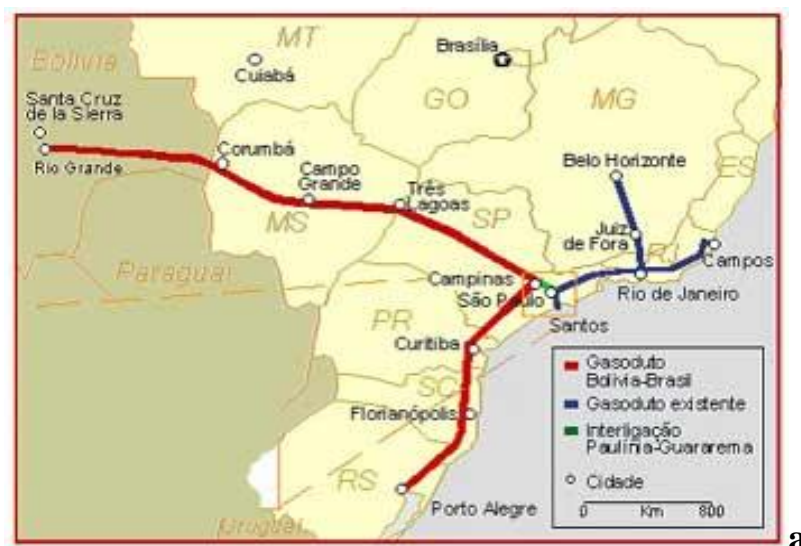 MT
Brasília
Bolívia
Cuiabá
Santa Cruz
de la Sierra
GO
MG
Rio Grande
Corumbá
Belo Horizonte
ES
Campo
Grande
Três
Lagoas
MS
SP
Juiz
de Fora
RJ
Campos
Paraguai
Campinas
São Paulo
Rio de Janeiro
Santos
PR
Curitiba
SC
Florianópolis
RS
Porto Alegre
Uruguai
Gasoduto
Bolívia-Brasil
Gasoduto existente
Interligação
Paulínia-Guararema
Cidade
0 Km 800
a